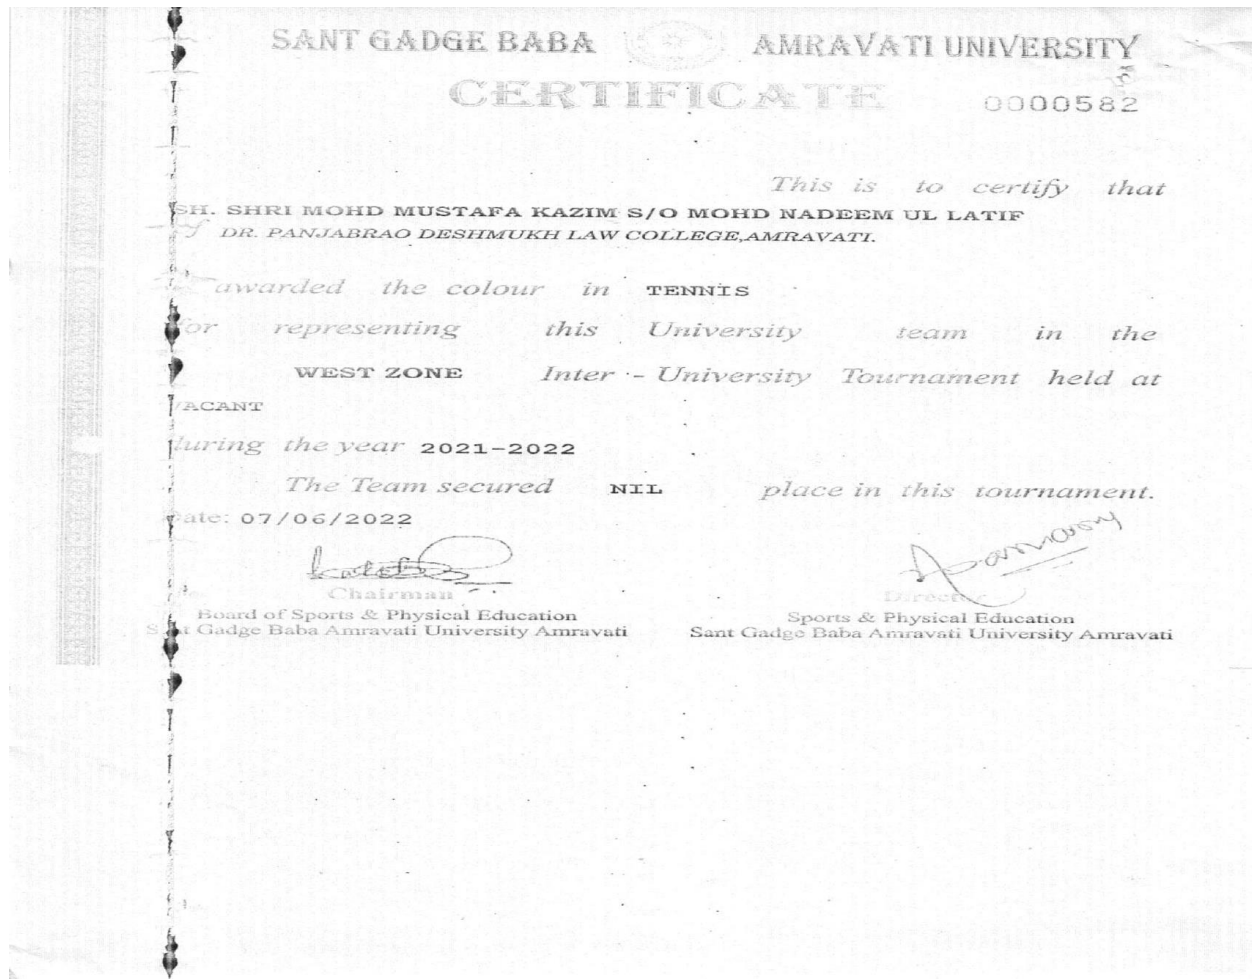 SANT GADGE BABA AMRAVATI UNIVERSITY
CERTIFICATE 0000582
This is to certify that
SH. SHRI MOHD MUSTAFA KAZIM S/O MOHD NADEEM UL LATIF
of DR. PANJABRAO DESHMUKH LAW COLLEGE,AMRAVATI.
awarded the colour in TENNIS
for representing this University team in the
WEST ZONE Inter - University Tournament held at
VACANT
during the year 2021-2022
The Team secured NIL place in this tournament.
Date: 07/06/2022
Chairman Director
Board of Sports & Physical Education Sports & Physical Education
Sant Gadge Baba Amravati University Amravati Sant Gadge Baba Amravati University Amravati